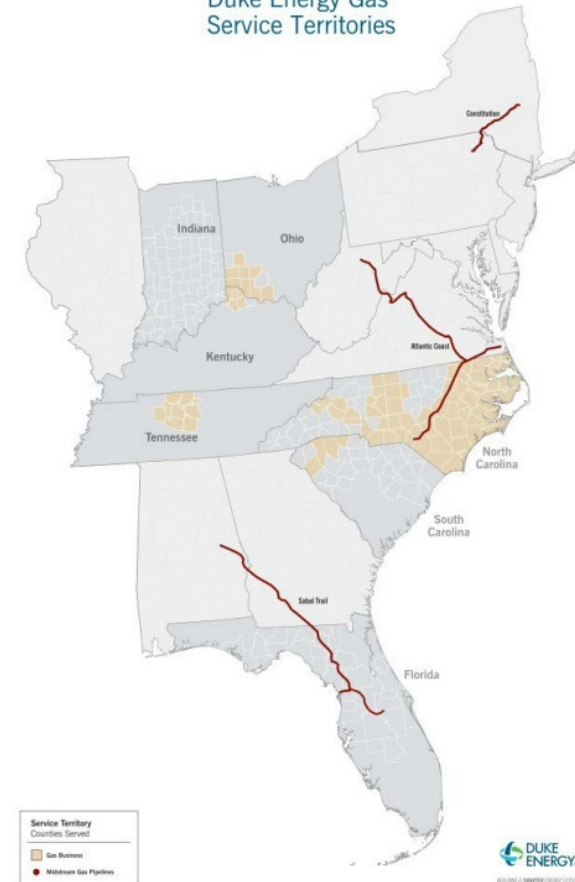 Duke Energy Gas
Service Territories
Constitution
Indiana
Ohio
Kentucky
Atlantic Coast
Tennessee
North
Carolina
South
Carolina
Sabal Trail
Florida
Service Territory
Counties Served
Gas Business
Midstream Gas Pipelines
DUKE
ENERGY.